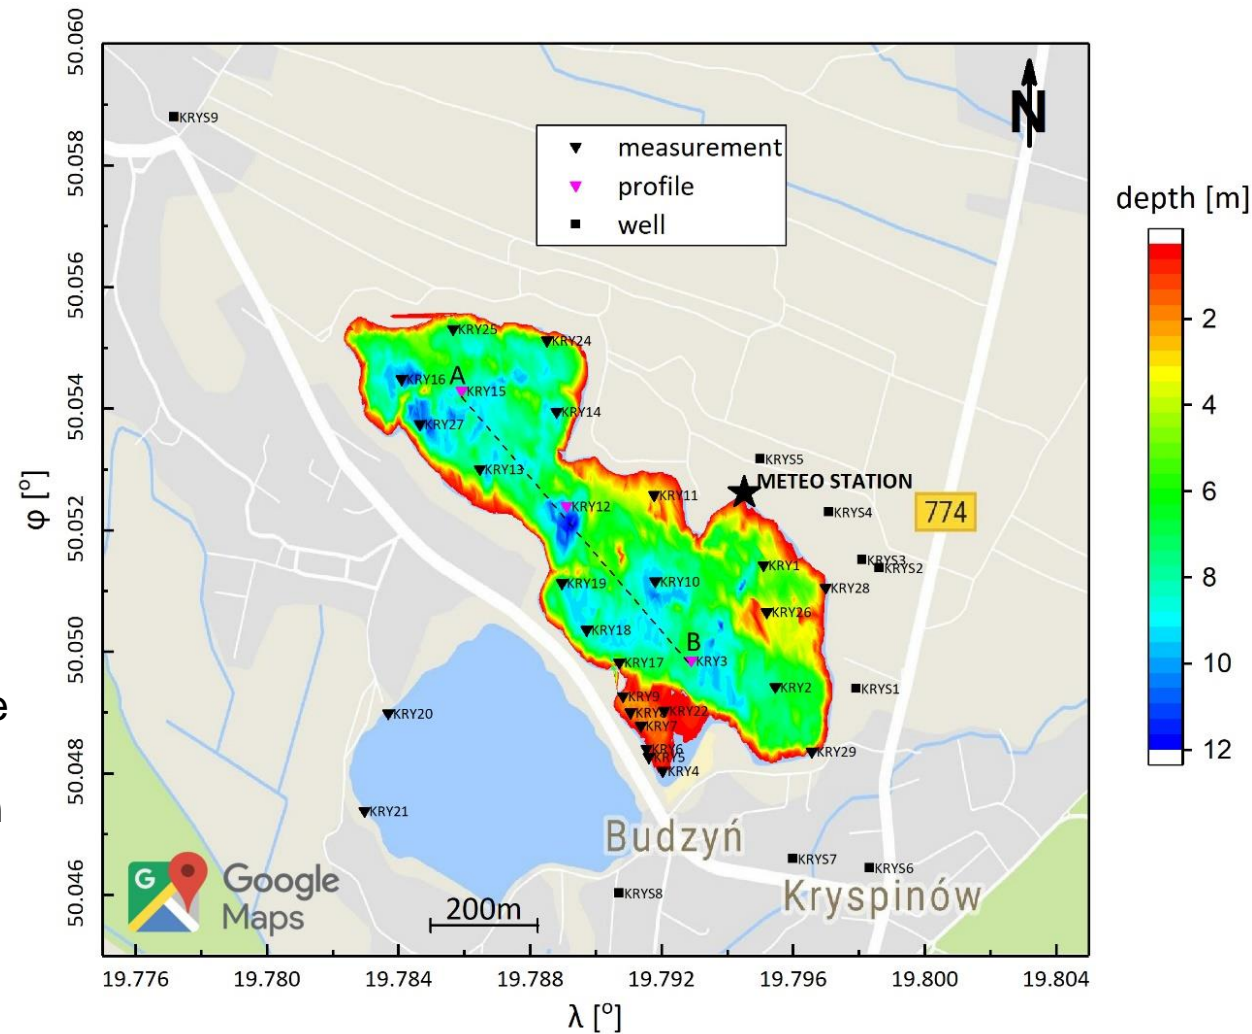 50.060
50.058
50.056
50.054
50.052
50.050
50.048
50.046
φ [°]
19.776
19.780
19.784
19.788
19.792
19.796
19.800
19.804
λ [°]
N
measurement
profile
well
depth [m]
2
4
6
8
10
12
KRYS9
KRY25
KRY24
A
KRY16
KRY15
KRY14
KRY27
KRY13
KRYS5
METEO STATION
KRY11
KRY12
KRYS4
774
KRYS3
KRYS2
KRY1
KRY19
KRY10
KRY28
KRY26
KRY18
B
KRY17
KRY3
KRY2
KRYS1
KRY9
KRY22
KRY7
KRY20
KRY6
KRY5
KRY29
KRY4
KRY21
Budzyń
KRYS7
KRYS6
Kryspinów
KRYS8
G
Google
Maps
200m
e